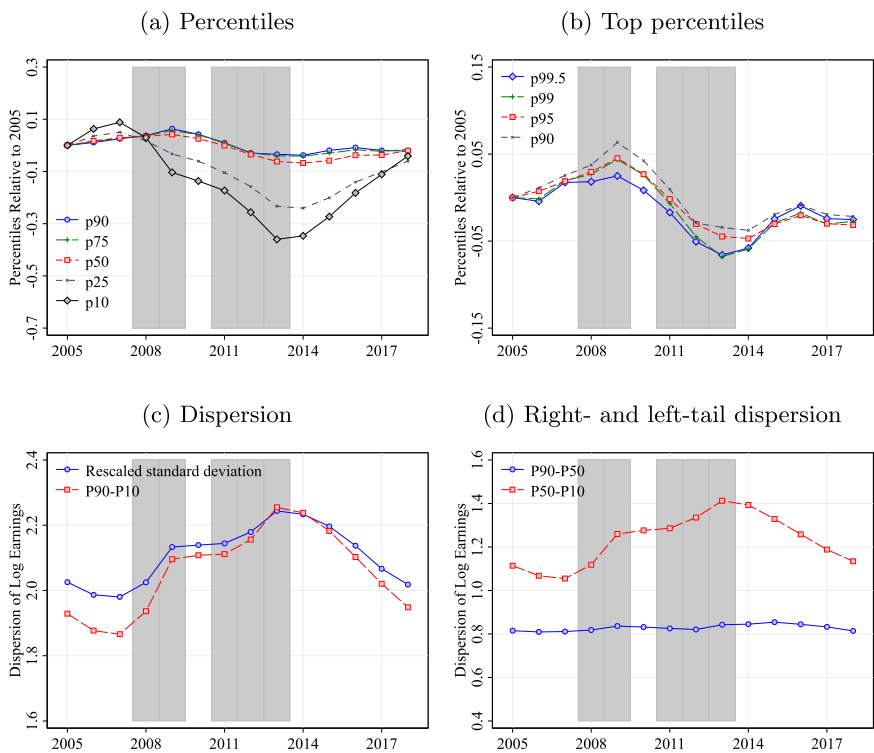 (a) Percentiles
Percentiles Relative to 2005
0.3
0.1
-0.1
-0.3
-0.5
-0.7
p90
p75
p50
p25
p10
2005 2008 2011 2014 2017
(b) Top percentiles
Percentiles Relative to 2005
0.15
0.05
-0.05
-0.15
p99.5
p99
p95
p90
2005 2008 2011 2014 2017
(c) Dispersion
Dispersion of Log Earnings
2.4
2.2
2.0
1.8
1.6
Rescaled standard deviation
P90-P10
2005 2008 2011 2014 2017
(d) Right- and left-tail dispersion
Dispersion of Log Earnings
1.6
1.4
1.2
1.0
0.8
0.6
0.4
P90-P50
P50-P10
2005 2008 2011 2014 2017